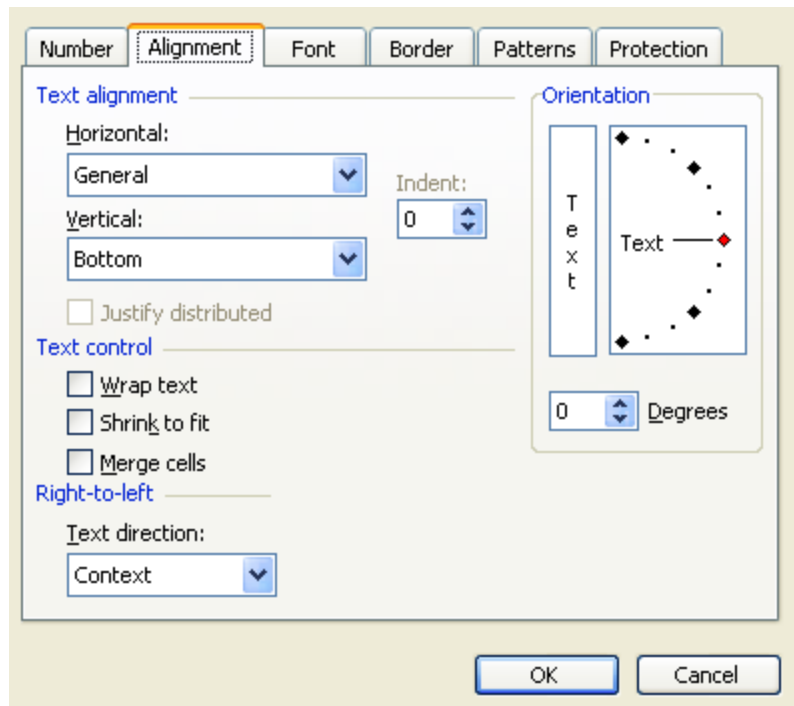 Number Alignment Font Border Patterns Protection
Text alignment
Horizontal:
General
Indent:
0
Vertical:
Bottom
Justify distributed
Text control
Wrap text
Shrink to fit
Merge cells
Right-to-left
Text direction:
Context
Orientation
Text
Text
0 Degrees
OK Cancel